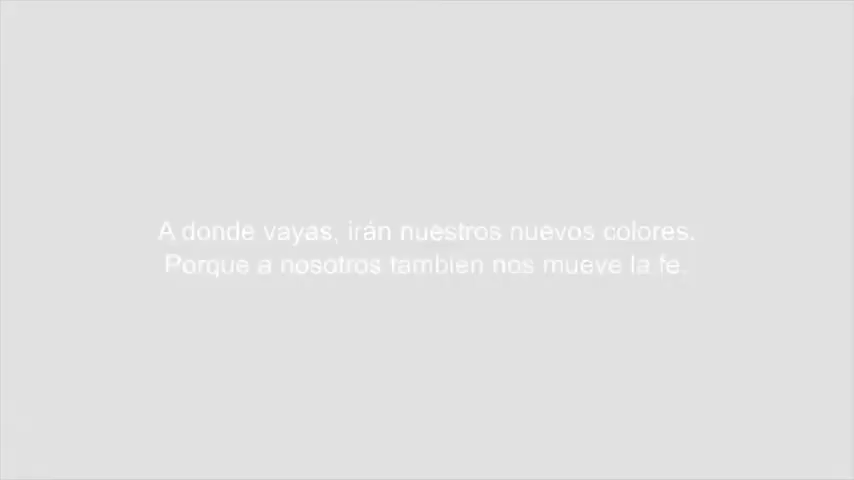 A donde vayas, irán nuestros nuevos colores.
Porque a nosotros tambien nos mueve la fe.